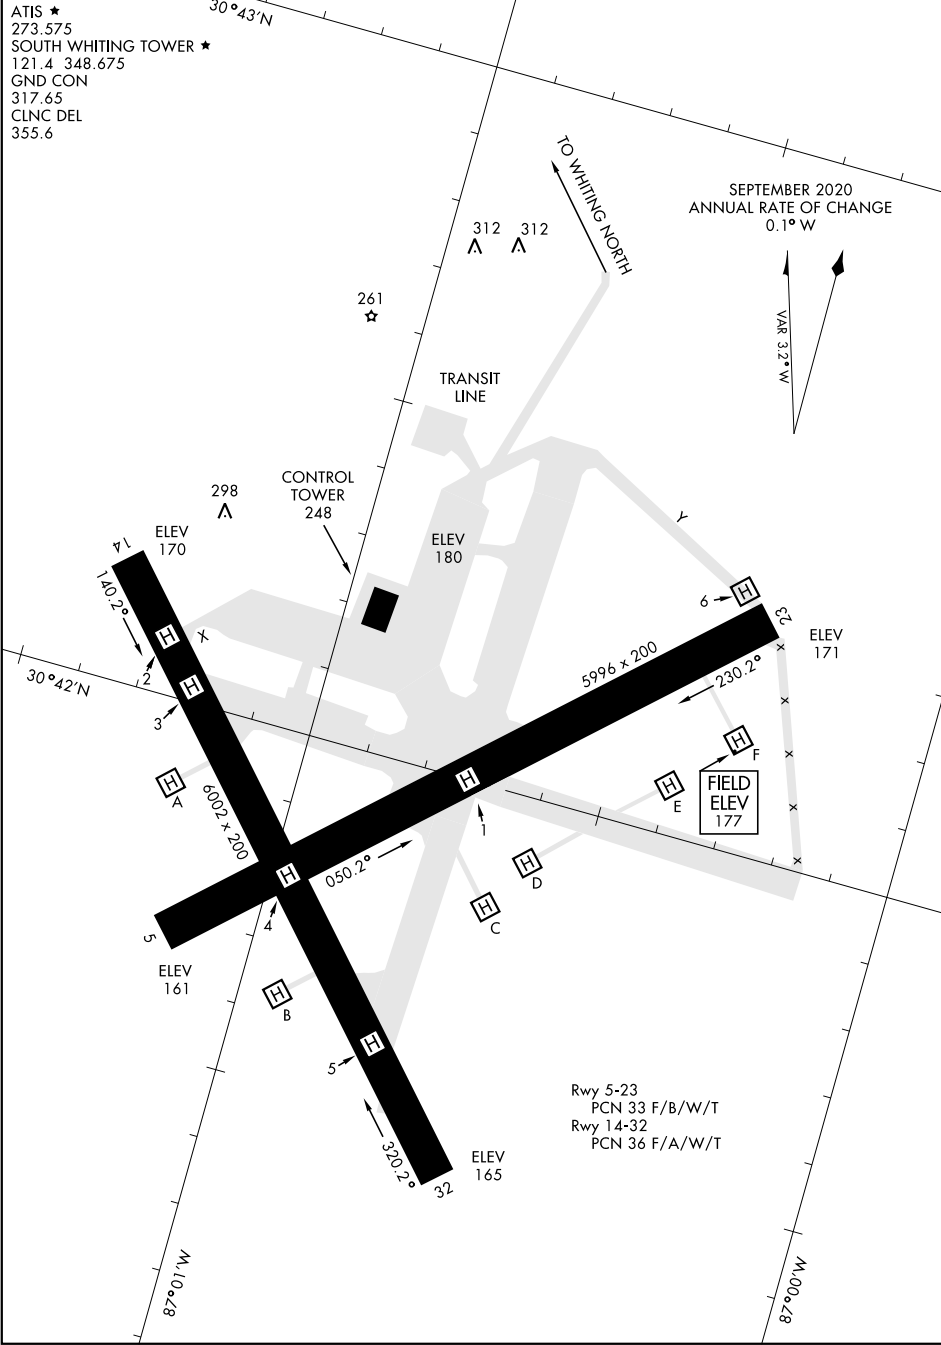 ATIS ★
273.575
SOUTH WHITING TOWER ★
121.4 348.675
GND CON
317.65
CLNC DEL
355.6
30°43'N
TO WHITING NORTH
SEPTEMBER 2020
ANNUAL RATE OF CHANGE
0.1° W
VAR 3.2° W
312
312
261
TRANSIT
LINE
CONTROL
TOWER
248
298
ELEV
170
14
140.2°
ELEV
180
Y
6
H
23
ELEV
171
5996 x 200
230.2°
H
X
2
H
3
30°42'N
H
A
6002 x 200
H
1
050.2°
H
F
FIELD
ELEV
177
H
E
H
D
H
C
H
4
5
ELEV
161
H
B
H
5
320.2°
32
ELEV
165
x
x
x
x
x
Rwy 5-23
PCN 33 F/B/W/T
Rwy 14-32
PCN 36 F/A/W/T
87°01'W
87°00'W